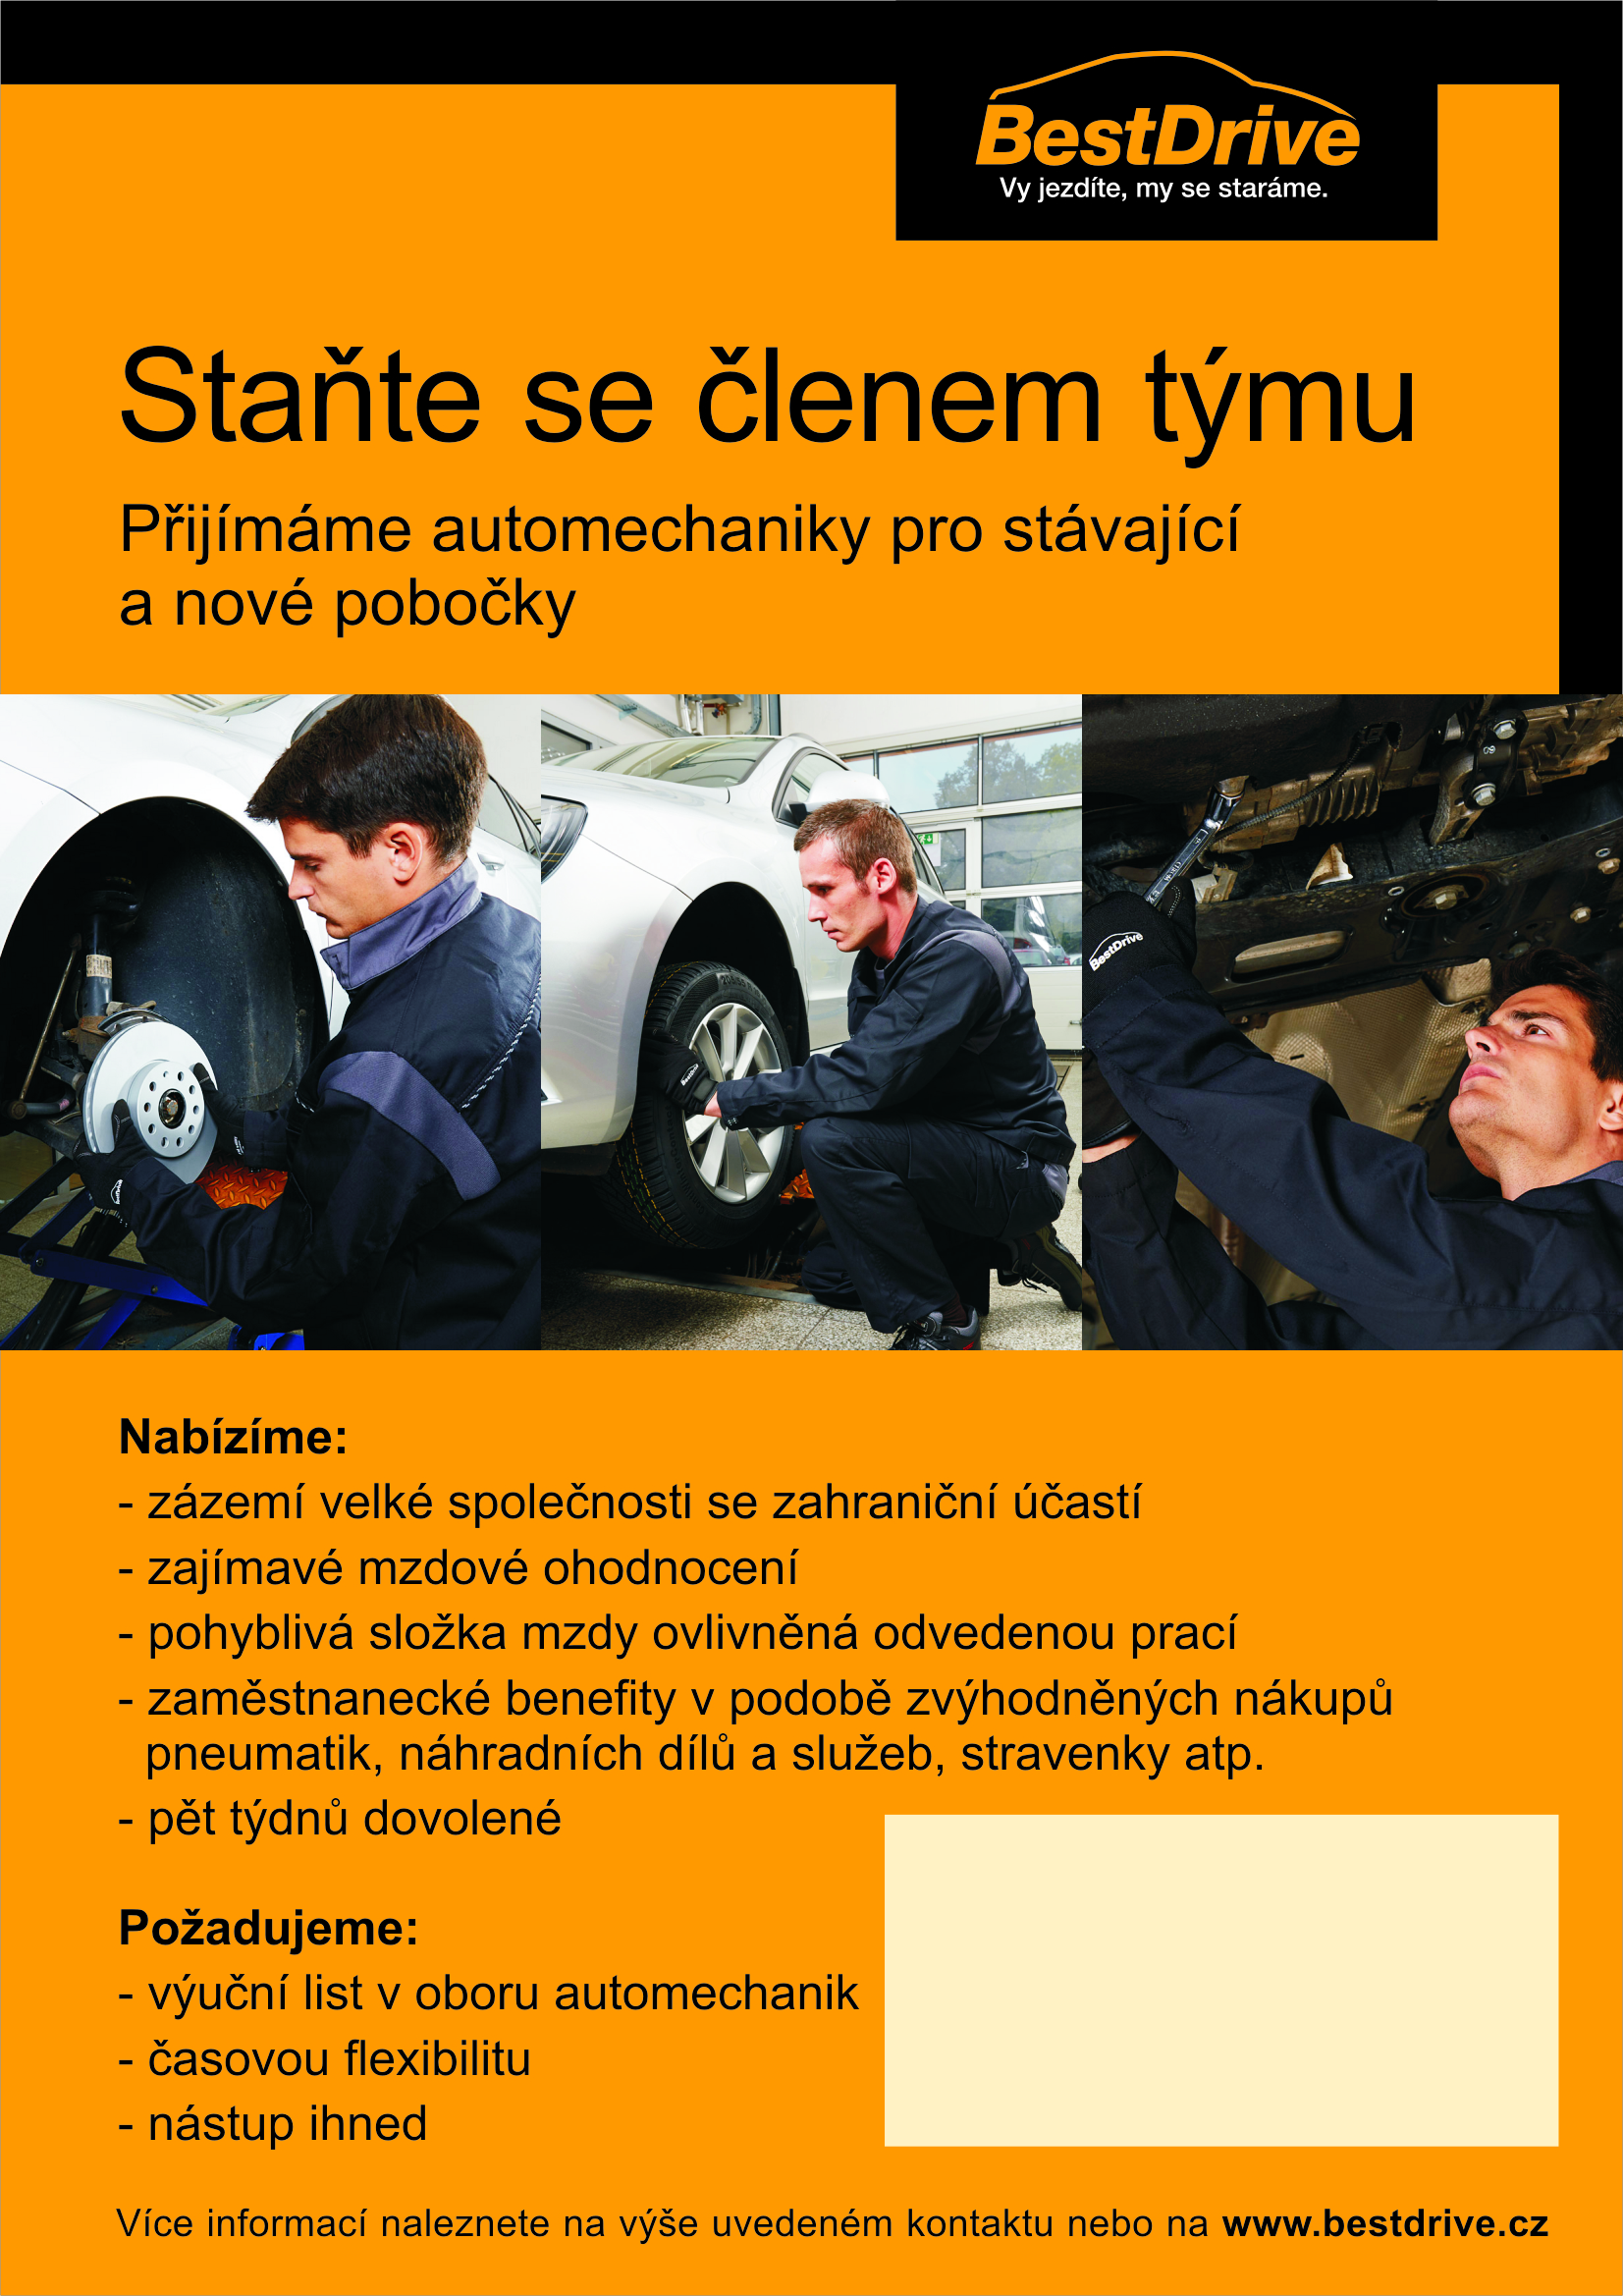 BestDrive
Vy jezdíte, my se staráme.
Staňte se členem týmu
Přijímáme automechaniky pro stávající
a nové pobočky
BestDrive
BestDrive
BestDrive
Nabízíme:
- zázemí velké společnosti se zahraniční účastí
- zajímavé mzdové ohodnocení
- pohyblivá složka mzdy ovlivněná odvedenou prací
- zaměstnanecké benefity v podobě zvýhodněných nákupů
pneumatik, náhradních dílů a služeb, stravenky atp.
- pět týdnů dovolené
Požadujeme:
- výuční list v oboru automechanik
- časovou flexibilitu
- nástup ihned
Více informací naleznete na výše uvedeném kontaktu nebo na www.bestdrive.cz